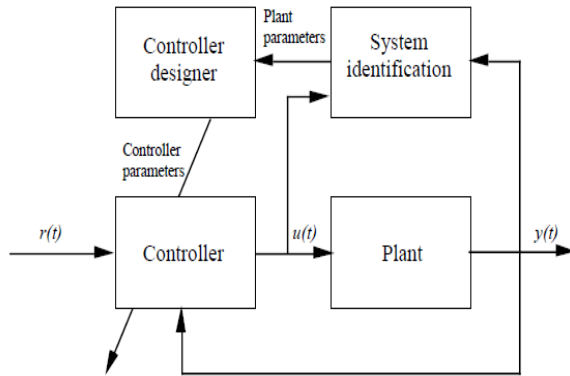 Controller
designer
Plant
parameters
System
identification
Controller
parameters
r(t)
Controller
u(t)
Plant
y(t)